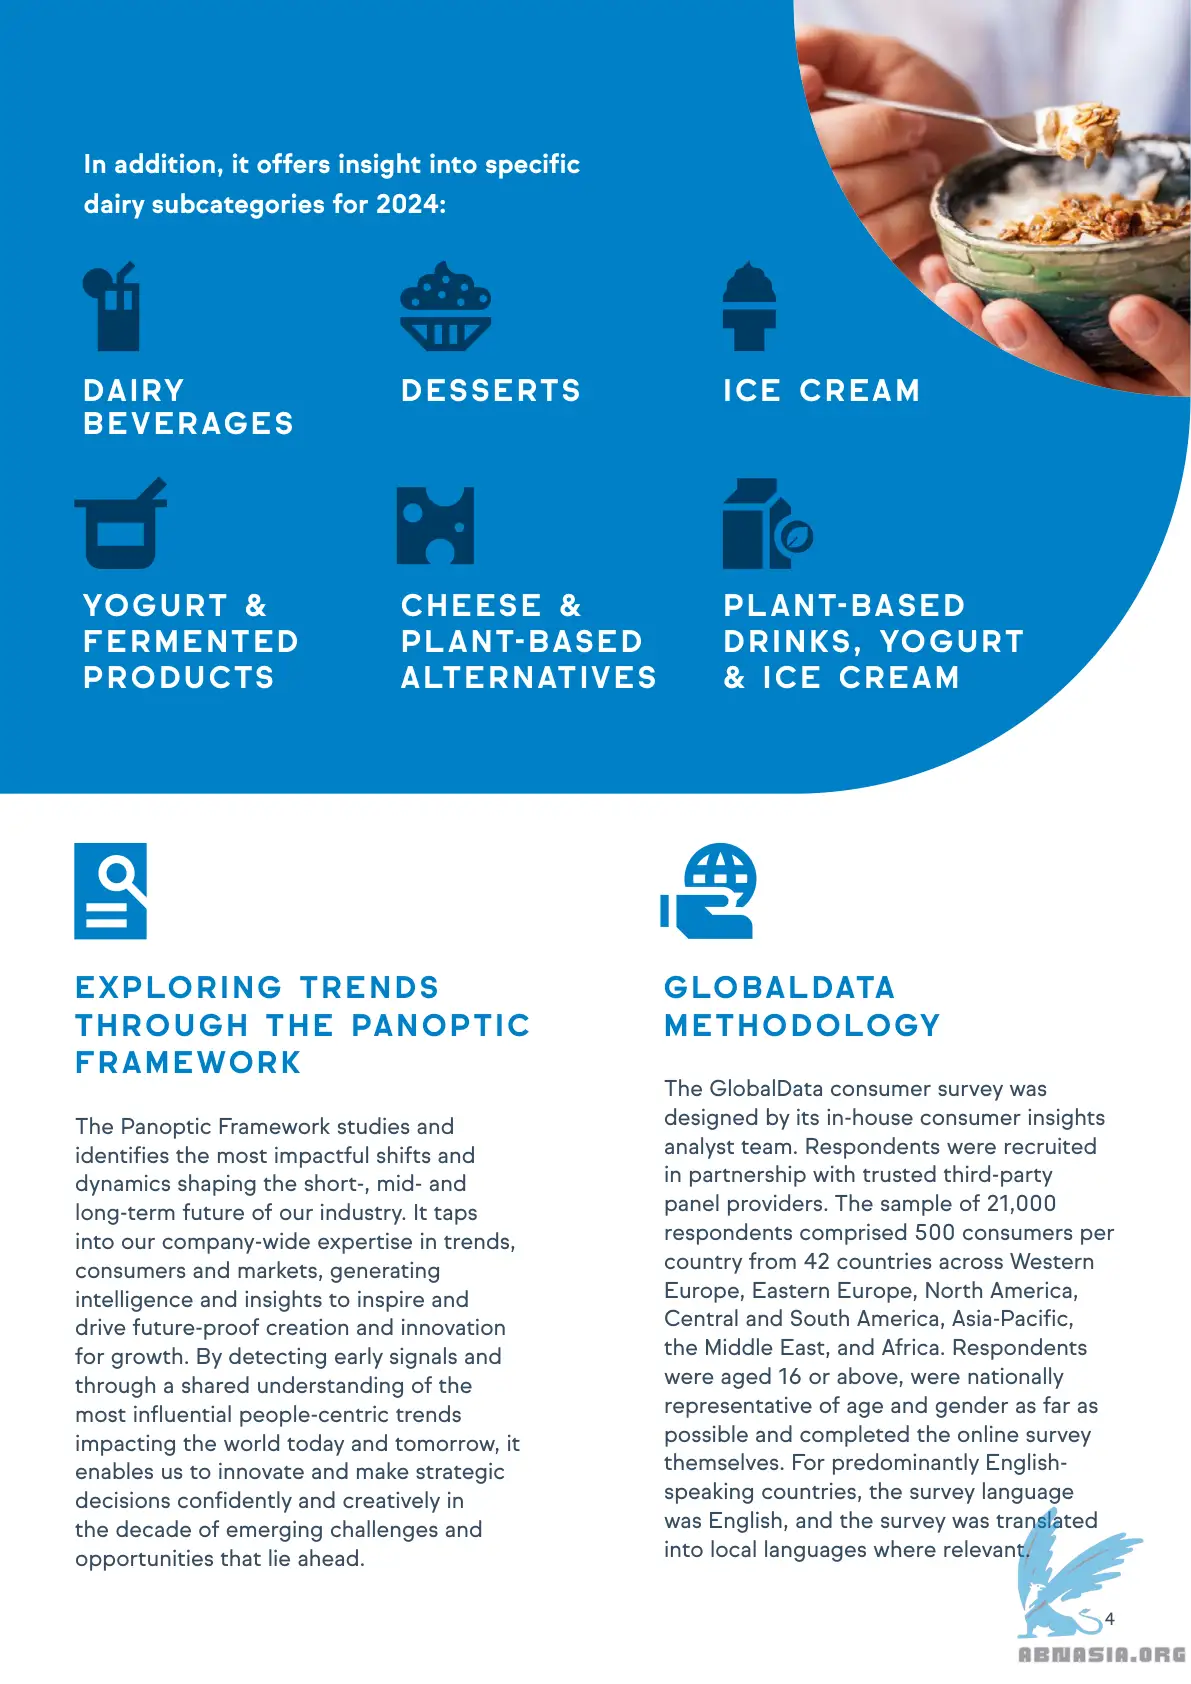 In addition, it offers insight into specific
dairy subcategories for 2024:
DAIRY
BEVERAGES
DESSERTS
ICE CREAM
YOGURT &
FERMENTED
PRODUCTS
CHEESE &
PLANT-BASED
ALTERNATIVES
PLANT-BASED
DRINKS, YOGURT
& ICE CREAM
EXPLORING TRENDS
THROUGH THE PANOPTIC
FRAMEWORK
The Panoptic Framework studies and
identifies the most impactful shifts and
dynamics shaping the short-, mid- and
long-term future of our industry. It taps
into our company-wide expertise in trends,
consumers and markets, generating
intelligence and insights to inspire and
drive future-proof creation and innovation
for growth. By detecting early signals and
through a shared understanding of the
most influential people-centric trends
impacting the world today and tomorrow, it
enables us to innovate and make strategic
decisions confidently and creatively in
the decade of emerging challenges and
opportunities that lie ahead.
GLOBALDATA
METHODOLOGY
The GlobalData consumer survey was
designed by its in-house consumer insights
analyst team. Respondents were recruited
in partnership with trusted third-party
panel providers. The sample of 21,000
respondents comprised 500 consumers per
country from 42 countries across Western
Europe, Eastern Europe, North America,
Central and South America, Asia-Pacific,
the Middle East, and Africa. Respondents
were aged 16 or above, were nationally
representative of age and gender as far as
possible and completed the online survey
themselves. For predominantly English-
speaking countries, the survey language
was English, and the survey was translated
into local languages where relevant.
4
ABNASIA.ORG